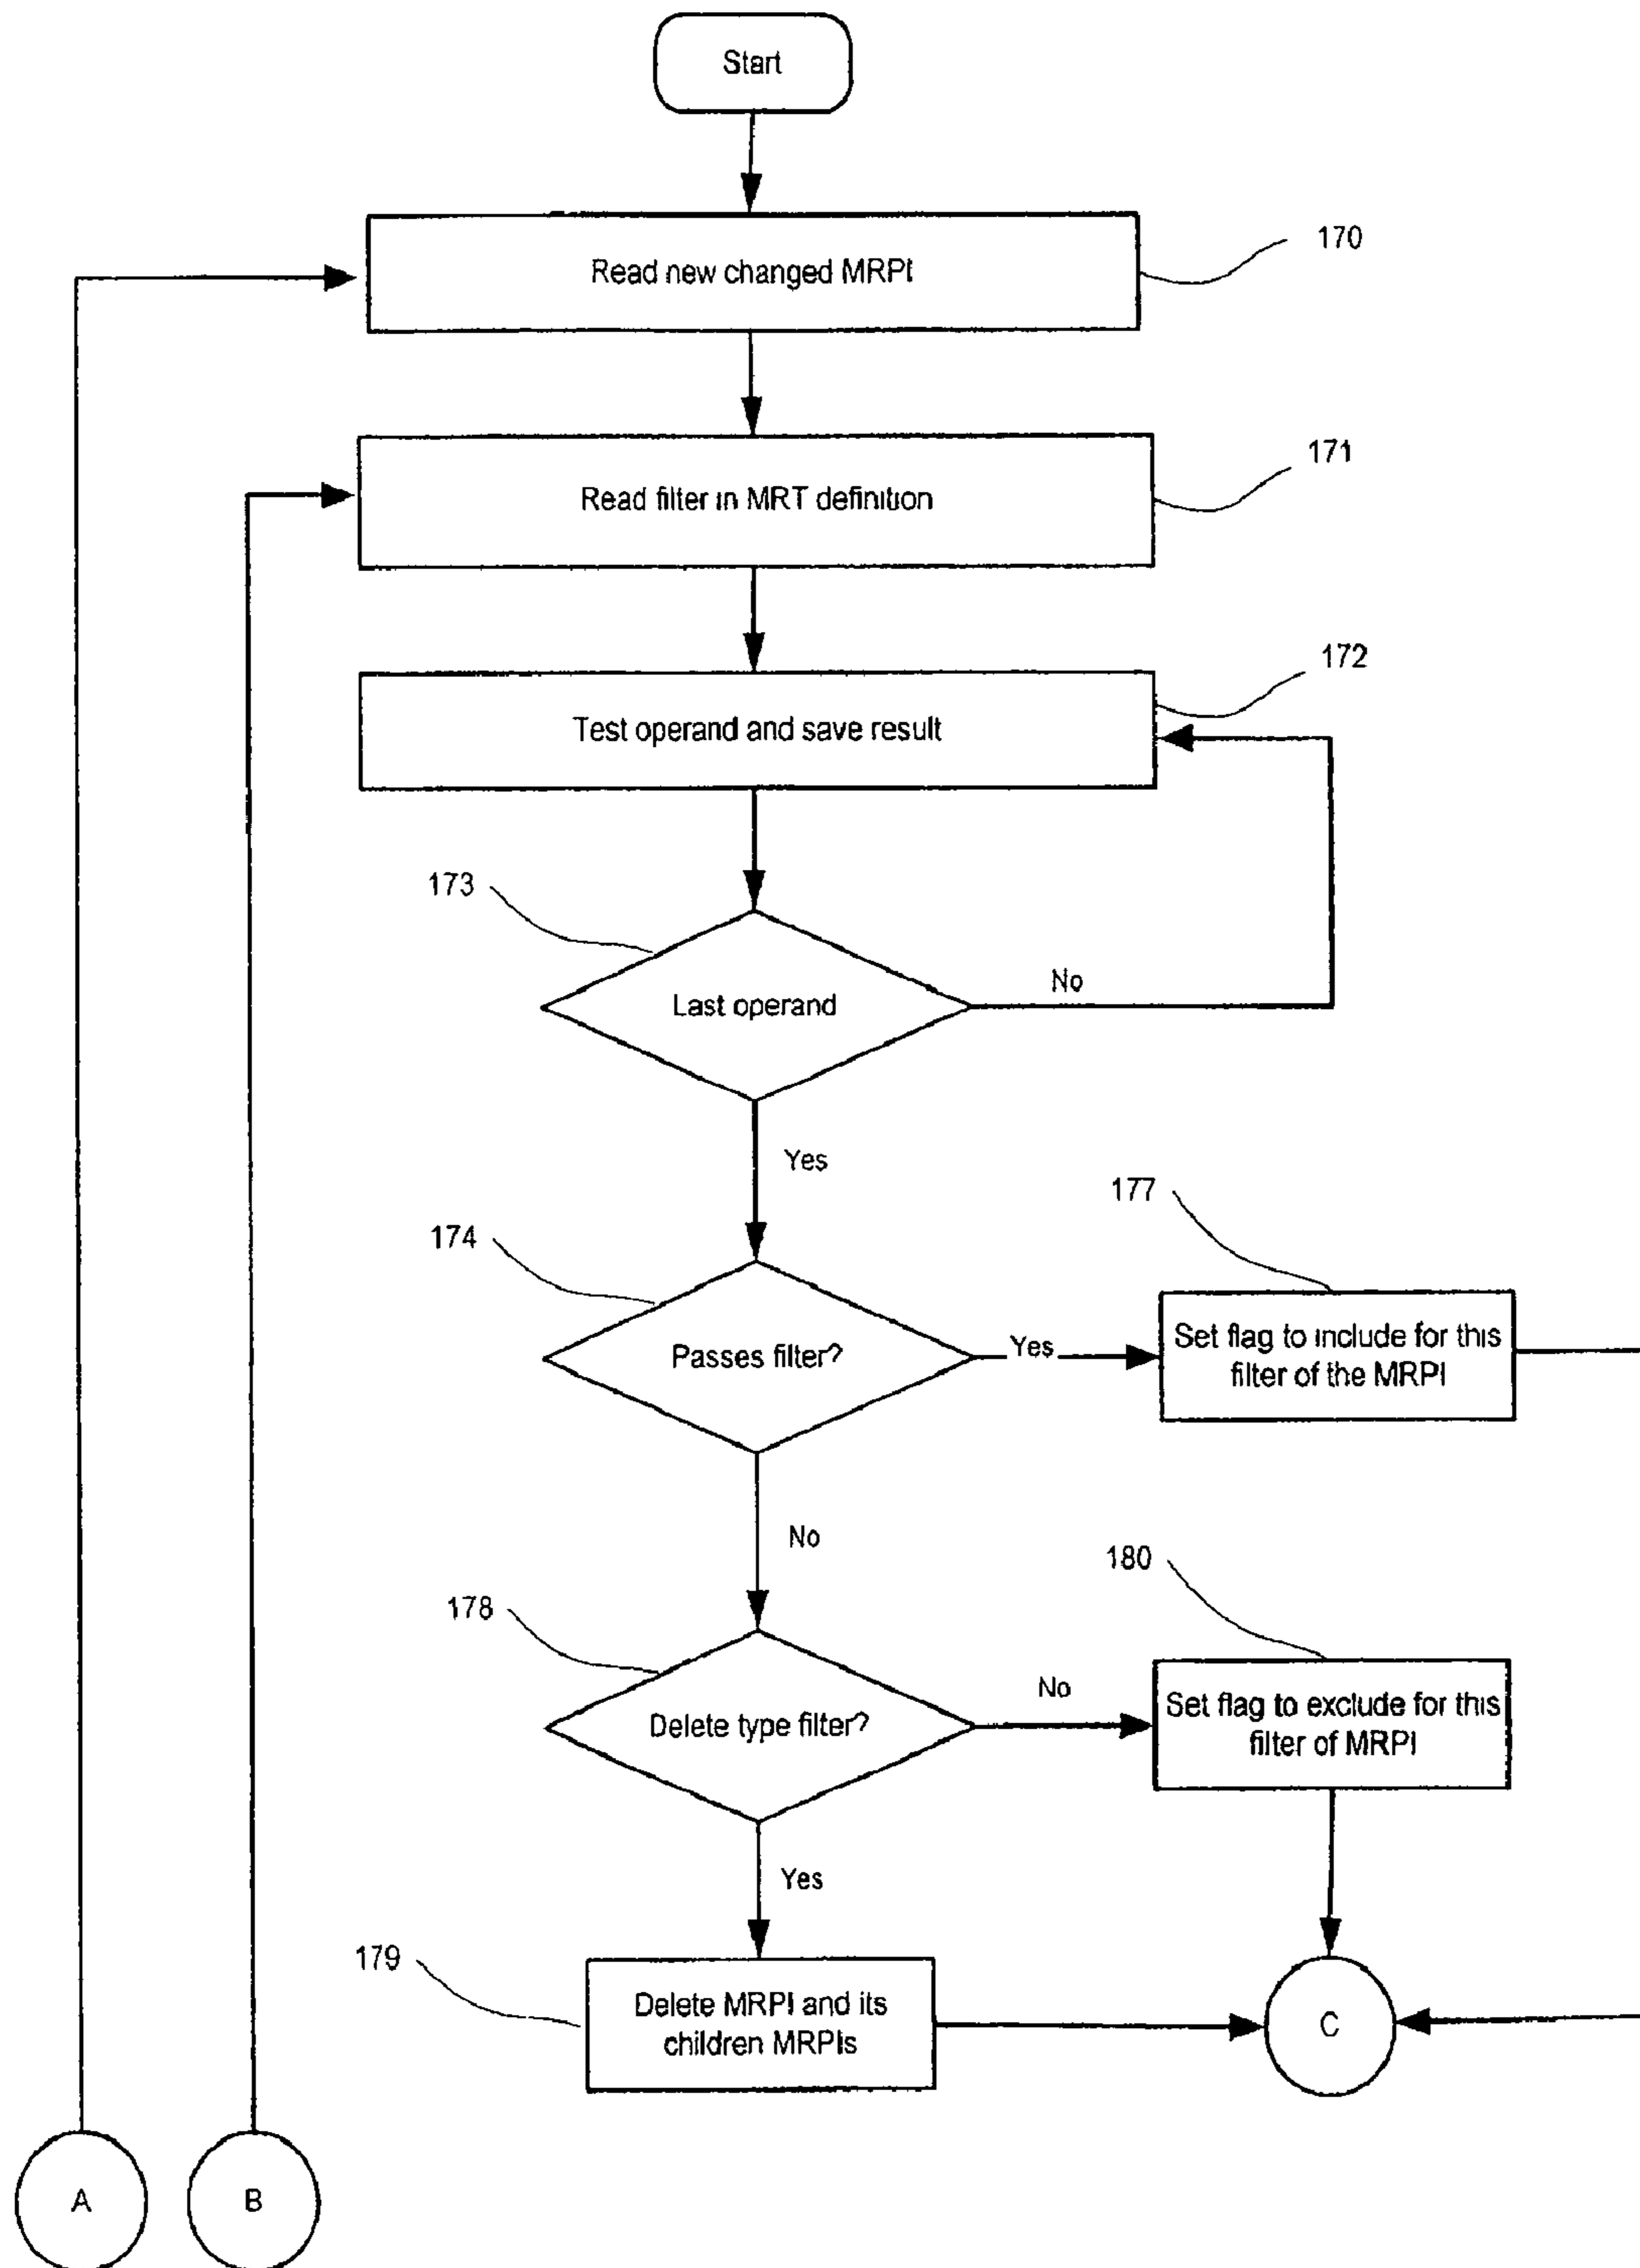 Start
Read new changed MRPI
170
Read filter in MRT definition
171
Test operand and save result
172
173
Last operand
No
Yes
174
Passes filter?
Yes
177
Set flag to include for this
filter of the MRPI
No
178
Delete type filter?
No
180
Set flag to exclude for this
filter of MRPI
Yes
179
Delete MRPI and its
children MRPIs
C
A
B